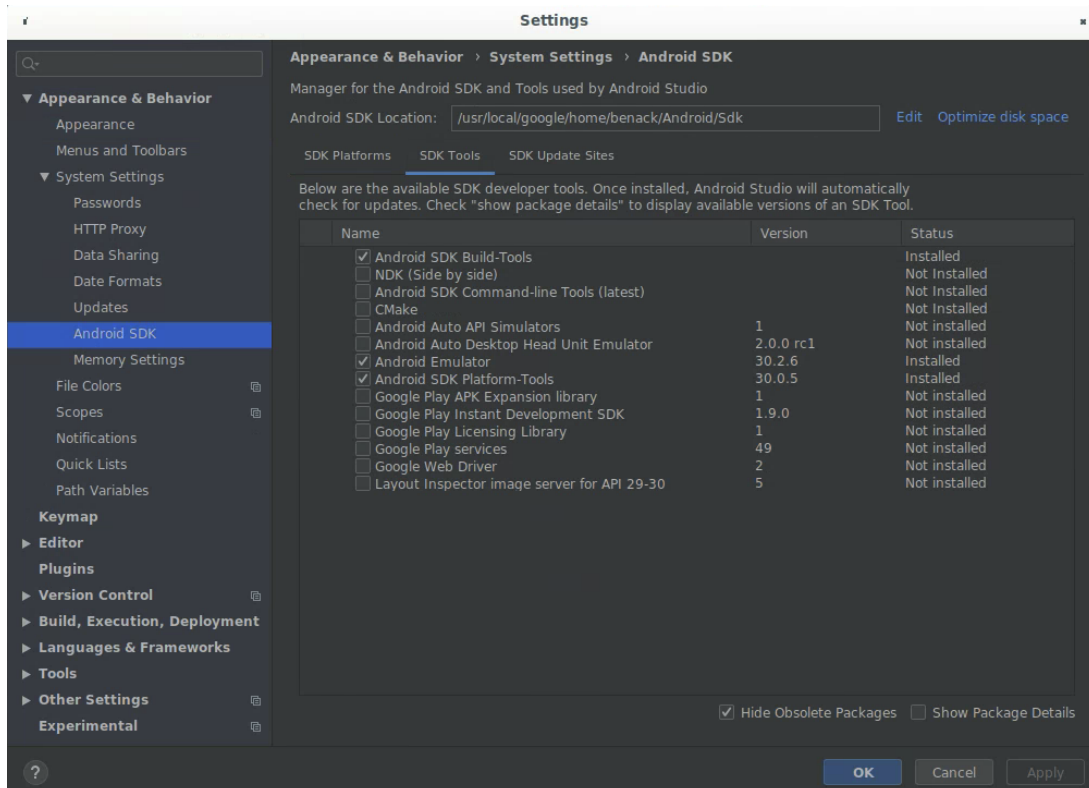 Settings
Appearance & Behavior
Appearance
Menus and Toolbars
System Settings
Passwords
HTTP Proxy
Data Sharing
Date Formats
Updates
Android SDK
Memory Settings
File Colors
Scopes
Notifications
Quick Lists
Path Variables
Keymap
Editor
Plugins
Version Control
Build, Execution, Deployment
Languages & Frameworks
Tools
Other Settings
Experimental
Appearance & Behavior › System Settings › Android SDK
Manager for the Android SDK and Tools used by Android Studio
Android SDK Location: /usr/local/google/home/benack/Android/Sdk Edit Optimize disk space
SDK Platforms SDK Tools SDK Update Sites
Below are the available SDK developer tools. Once installed, Android Studio will automatically
check for updates. Check "show package details" to display available versions of an SDK Tool.
Name Version Status
Android SDK Build-Tools Installed
NDK (Side by side) Not Installed
Android SDK Command-line Tools (latest) Not Installed
CMake Not Installed
Android Auto API Simulators 1 Not installed
Android Auto Desktop Head Unit Emulator 2.0.0 rc1 Not installed
Android Emulator 30.2.6 Installed
Android SDK Platform-Tools 30.0.5 Installed
Google Play APK Expansion library 1 Not installed
Google Play Instant Development SDK 1.9.0 Not installed
Google Play Licensing Library 1 Not installed
Google Play services 49 Not installed
Google Web Driver 2 Not installed
Layout Inspector image server for API 29-30 5 Not installed
Hide Obsolete Packages Show Package Details
? OK Cancel Apply